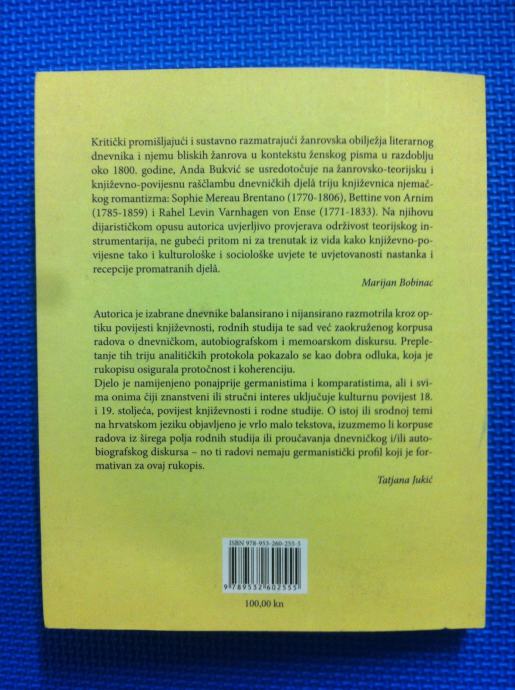 Kritički promišljajući i sustavno razmatrajući žanrovska obilježja literarnog
dnevnika i njemu bliskih žanrova u kontekstu ženskog pisma u razdoblju
oko 1800. godine, Anda Bukvić se usredotočuje na žanrovsko-teorijsku i
književno-povijesnu raščlambu dnevničkih djelâ triju književnica njemač-
kog romantizma: Sophie Mereau Brentano (1770-1806), Bettine von Arnim
(1785-1859) i Rahel Levin Varnhagen von Ense (1771-1833). Na njihovu
dijarističkom opusu autorica uvjerljivo provjerava održivost teorijskog in-
strumentarija, ne gubeći pritom ni za trenutak iz vida kako književno-po-
vijesne tako i kulturološke i sociološke uvjete te uvjetovanosti nastanka i
recepcije promatranih djelâ.
Marijan Bobinac
Autorica je izabrane dnevnike balansirano i nijansirano razmotrila kroz op-
tiku povijesti književnosti, rodnih studija te sad već zaokruženog korpusa
radova o dnevničkom, autobiografskom i memoarskom diskursu. Preple-
tanje tih triju analitičkih protokola pokazalo se kao dobra odluka, koja je
rukopisu osigurala protočnost i koherenciju.
Djelo je namijenjeno ponajprije germanistima i komparatistima, ali i svi-
ma onima čiji znanstveni ili stručni interes uključuje kulturnu povijest 18.
i 19. stoljeća, povijest književnosti i rodne studije. O istoj ili srodnoj temi
na hrvatskom jeziku objavljeno je vrlo malo tekstova, izuzmemo li korpuse
radova iz širega polja rodnih studija ili proučavanja dnevničkog i/ili auto-
biografskog diskursa – no ti radovi nemaju germanistički profil koji je for-
mativan za ovaj rukopis.
Tatjana Jukić
ISBN 978-953-260-255-5
9 789532 602555
100,00 kn